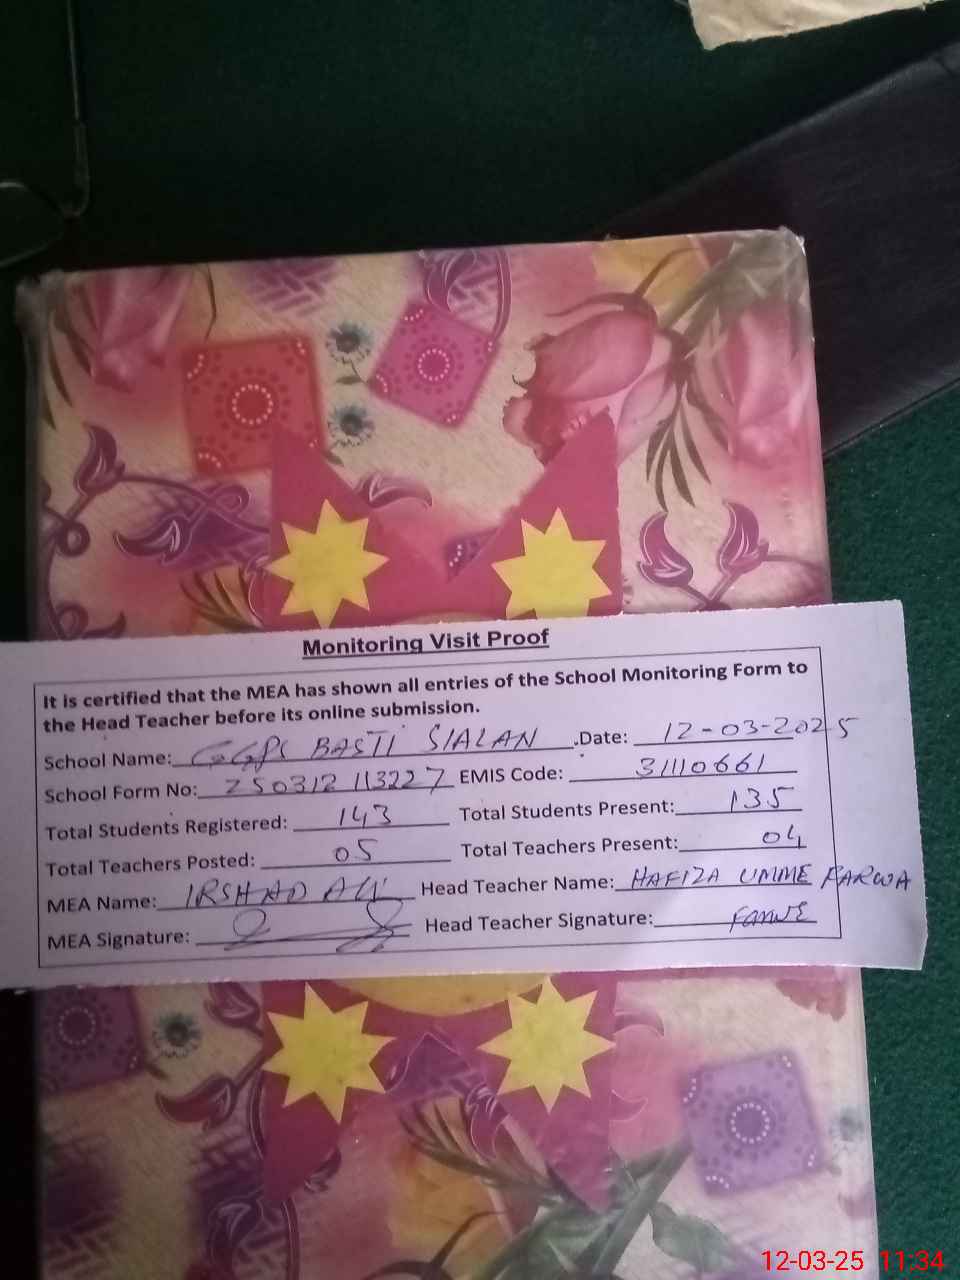 Monitoring Visit Proof
It is certified that the MEA has shown all entries of the School Monitoring Form to
the Head Teacher before its online submission.
School Name: GGPS BASTI SIALAN .Date: 12-03-2025
School Form No: 250312113227 EMIS Code: 31110661
Total Students Registered: 143 Total Students Present: 135
Total Teachers Posted: 05 Total Teachers Present: 04
MEA Name: IRSHAD ALI Head Teacher Name: HAFIZA UMME FARWA
MEA Signature: Head Teacher Signature:
12-03-25 11:34